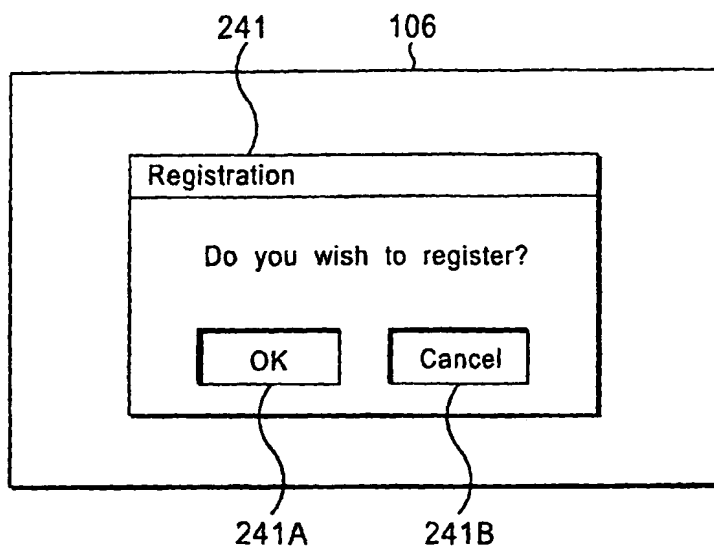 241 106
Registration
Do you wish to register?
OK Cancel
241A 241B